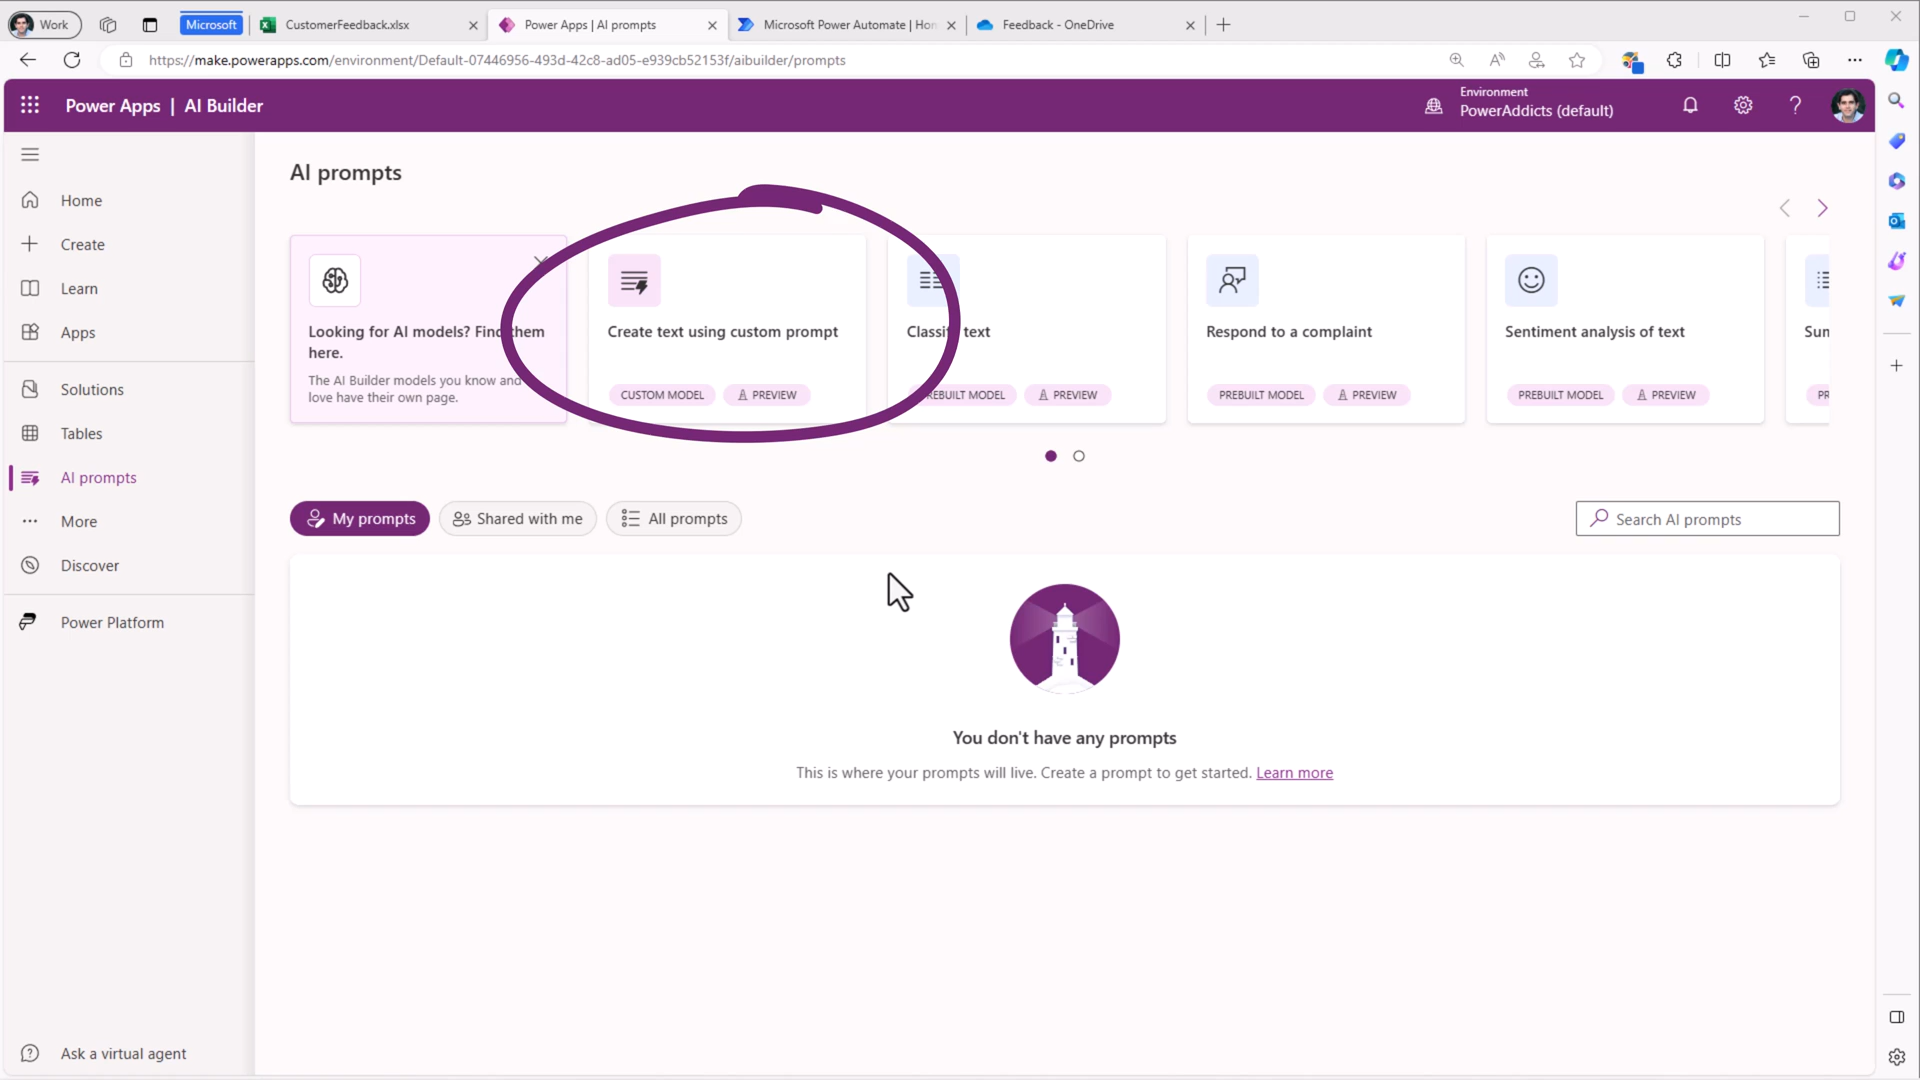 Work
Microsoft
CustomerFeedback.xlsx
Power Apps | AI prompts
Microsoft Power Automate | Hom
Feedback - OneDrive
https://make.powerapps.com/environment/Default-07446956-493d-42c8-ad05-e939cb52153f/aibuilder/prompts
Power Apps | AI Builder
Environment
PowerAddicts (default)
Home
Create
Learn
Apps
Solutions
Tables
AI prompts
More
Discover
Power Platform
Ask a virtual agent
AI prompts
Looking for AI models? Find them
here.
The AI Builder models you know and
love have their own page.
Create text using custom prompt
CUSTOM MODEL
PREVIEW
Classify text
PREBUILT MODEL
PREVIEW
Respond to a complaint
PREBUILT MODEL
PREVIEW
Sentiment analysis of text
PREBUILT MODEL
PREVIEW
Sum
PR
My prompts
Shared with me
All prompts
Search AI prompts
You don't have any prompts
This is where your prompts will live. Create a prompt to get started. Learn more